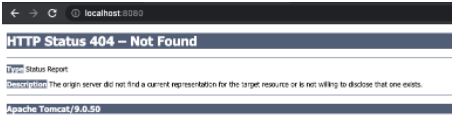 localhost:8080
HTTP Status 404 – Not Found
Type Status Report
Description The origin server did not find a current representation for the target resource or is not willing to disclose that one exists.
Apache Tomcat/9.0.50